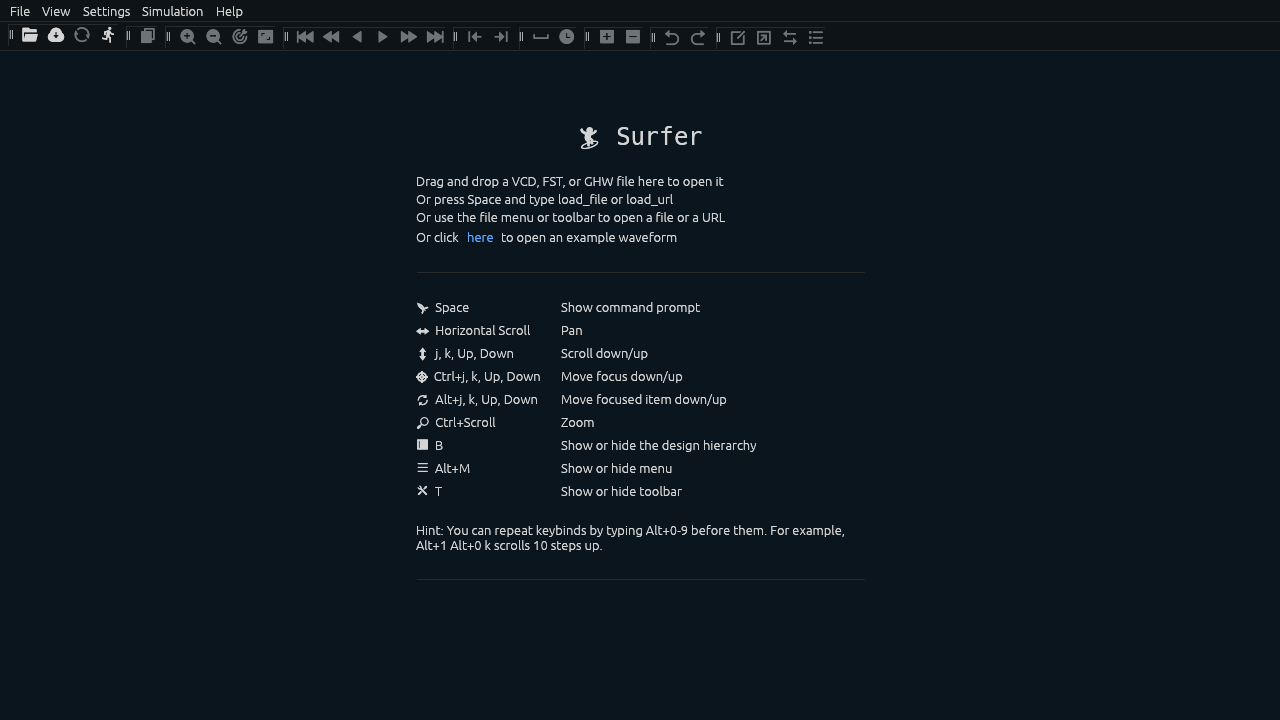 File View Settings Simulation Help
Surfer
Drag and drop a VCD, FST, or GHW file here to open it
Or press Space and type load_file or load_url
Or use the file menu or toolbar to open a file or a URL
Or click here to open an example waveform
Space Show command prompt
Horizontal Scroll Pan
j, k, Up, Down Scroll down/up
Ctrl+j, k, Up, Down Move focus down/up
Alt+j, k, Up, Down Move focused item down/up
Ctrl+Scroll Zoom
B Show or hide the design hierarchy
Alt+M Show or hide menu
T Show or hide toolbar
Hint: You can repeat keybinds by typing Alt+0-9 before them. For example,
Alt+1 Alt+0 k scrolls 10 steps up.